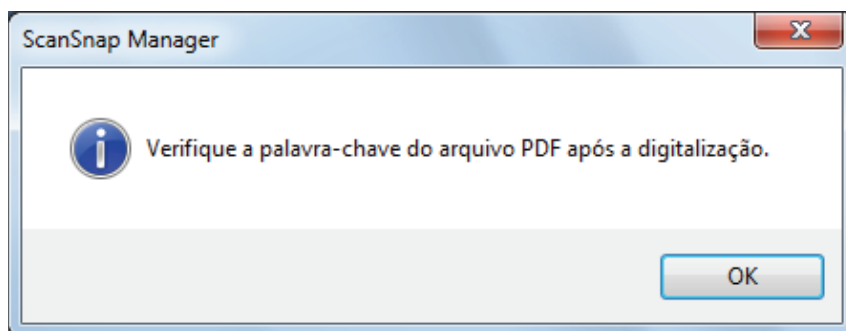 ScanSnap Manager
Verifique a palavra-chave do arquivo PDF após a digitalização.
OK